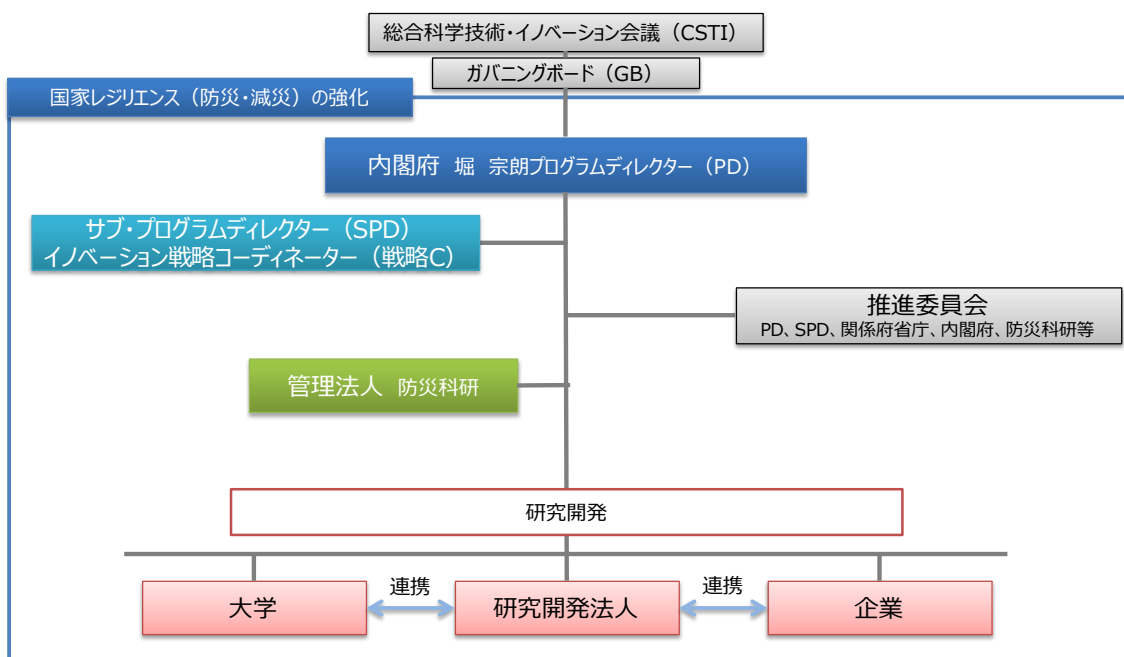 総合科学技術・イノベーション会議（CSTI）
ガバニングボード（GB）
国家レジリエンス（防災・減災）の強化
内閣府 堀 宗朗プログラムディレクター（PD）
サブ・プログラムディレクター（SPD）
イノベーション戦略コーディネーター（戦略C）
推進委員会
PD、SPD、関係府省庁、内閣府、防災科研等
管理法人 防災科研
研究開発
大学
連携
研究開発法人
連携
企業